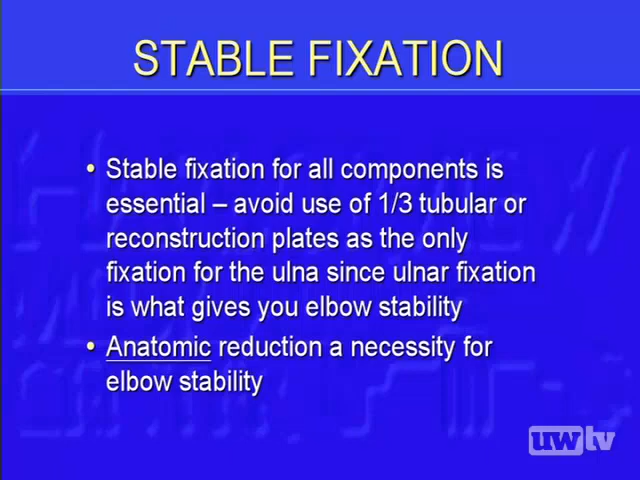 STABLE FIXATION
• Stable fixation for all components is
essential – avoid use of 1/3 tubular or
reconstruction plates as the only
fixation for the ulna since ulnar fixation
is what gives you elbow stability
• Anatomic reduction a necessity for
elbow stability
uwtv